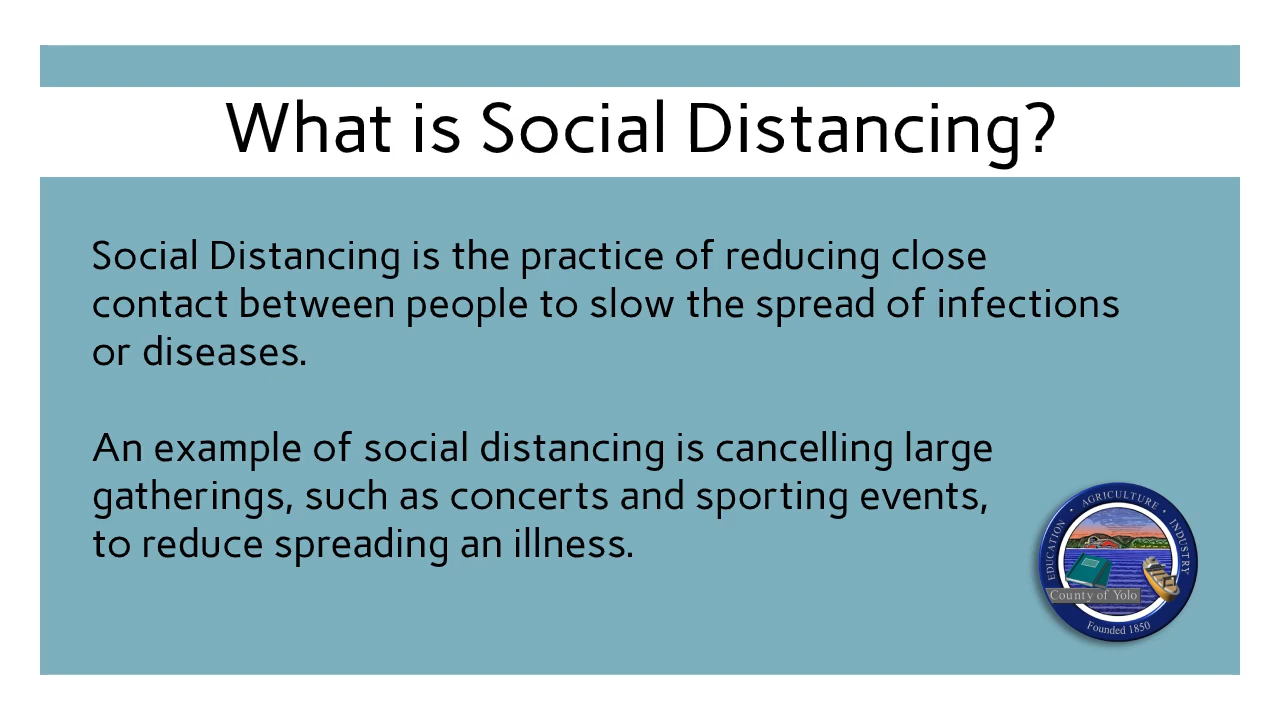 What is Social Distancing?
Social Distancing is the practice of reducing close
contact between people to slow the spread of infections
or diseases.
An example of social distancing is cancelling large
gatherings, such as concerts and sporting events,
to reduce spreading an illness.
EDUCATION • AGRICULTURE • INDUSTRY
County of Yolo
Founded 1850